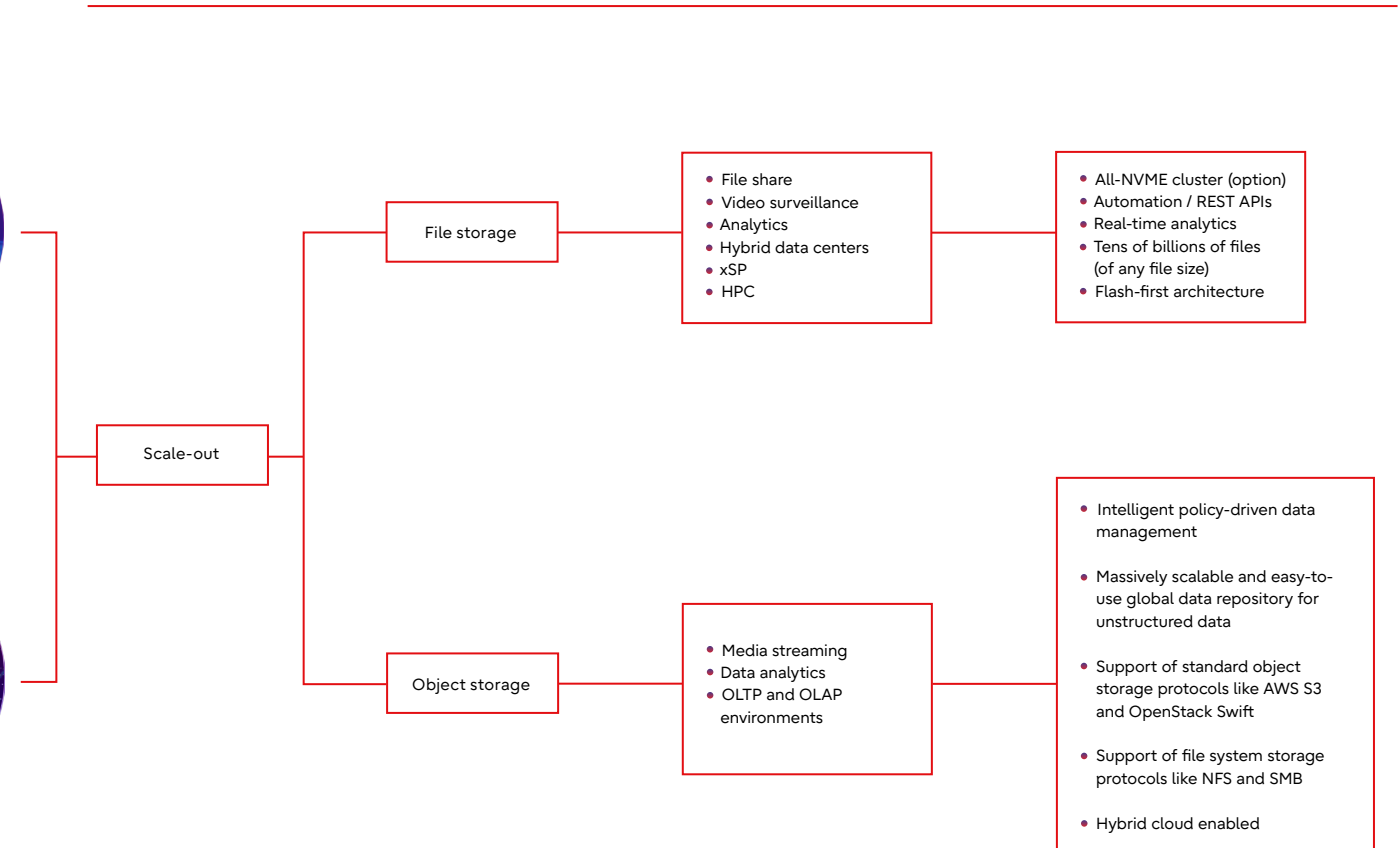 File storage
• File share
• Video surveillance
• Analytics
• Hybrid data centers
• xSP
• HPC
• All-NVME cluster (option)
• Automation / REST APIs
• Real-time analytics
• Tens of billions of files
(of any file size)
• Flash-first architecture
Scale-out
Object storage
• Media streaming
• Data analytics
• OLTP and OLAP
environments
• Intelligent policy-driven data
management
• Massively scalable and easy-to-
use global data repository for
unstructured data
• Support of standard object
storage protocols like AWS S3
and OpenStack Swift
• Support of file system storage
protocols like NFS and SMB
• Hybrid cloud enabled